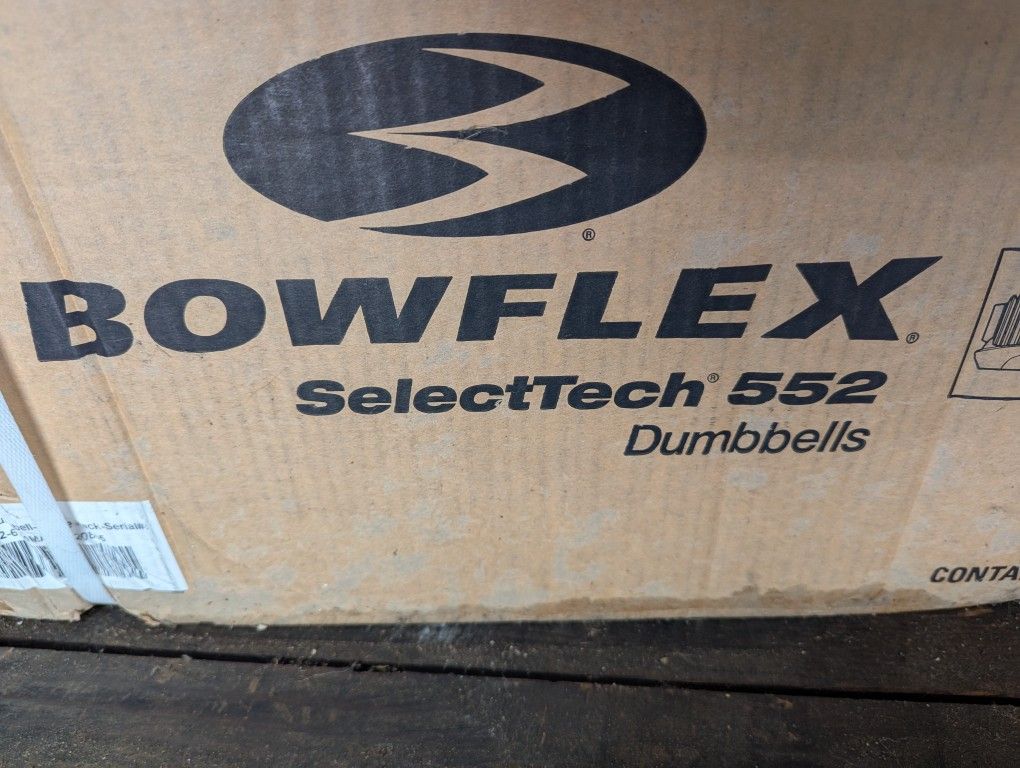 ®
BOWFLEX®
SelectTech® 552
Dumbbells
CONTA